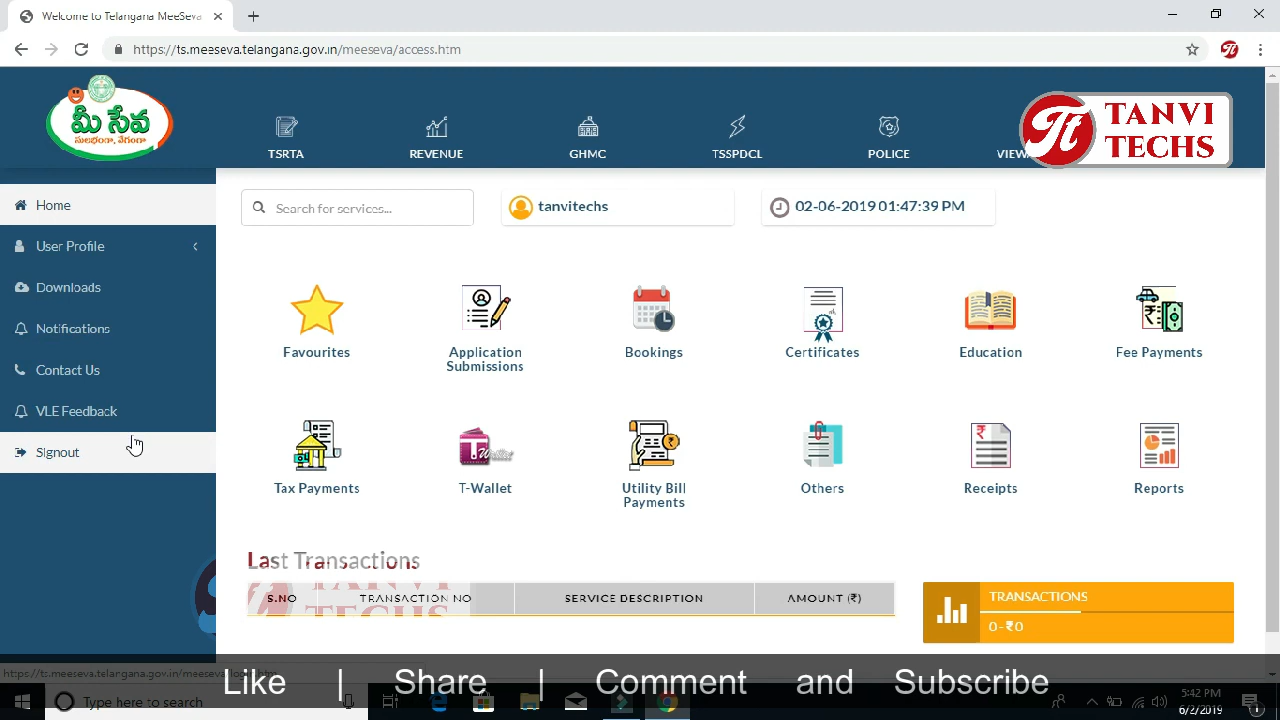 Welcome to Telangana MeeSeva
https://ts.meeseva.telangana.gov.in/meeseva/access.htm
మీ సేవ
సులభంగా, వేగంగా
TSRTA
REVENUE
GHMC
TSSPDCL
POLICE
VIEW
TANVI
TECHS
Home
User Profile
Downloads
Notifications
Contact Us
VLE Feedback
Signout
Search for services...
tanvitechs
02-06-2019 01:47:39 PM
Favourites
Application
Submissions
Bookings
Certificates
Education
Fee Payments
Tax Payments
T-Wallet
Utility Bill
Payments
Others
Receipts
Reports
Last Transactions
S.NO TRANSACTION NO SERVICE DESCRIPTION AMOUNT (₹)
TANVI
TECHS
TRANSACTIONS
0 - ₹ 0
Like | Share | Comment and Subscribe
Type here to search
5:42 PM
6/2/2019